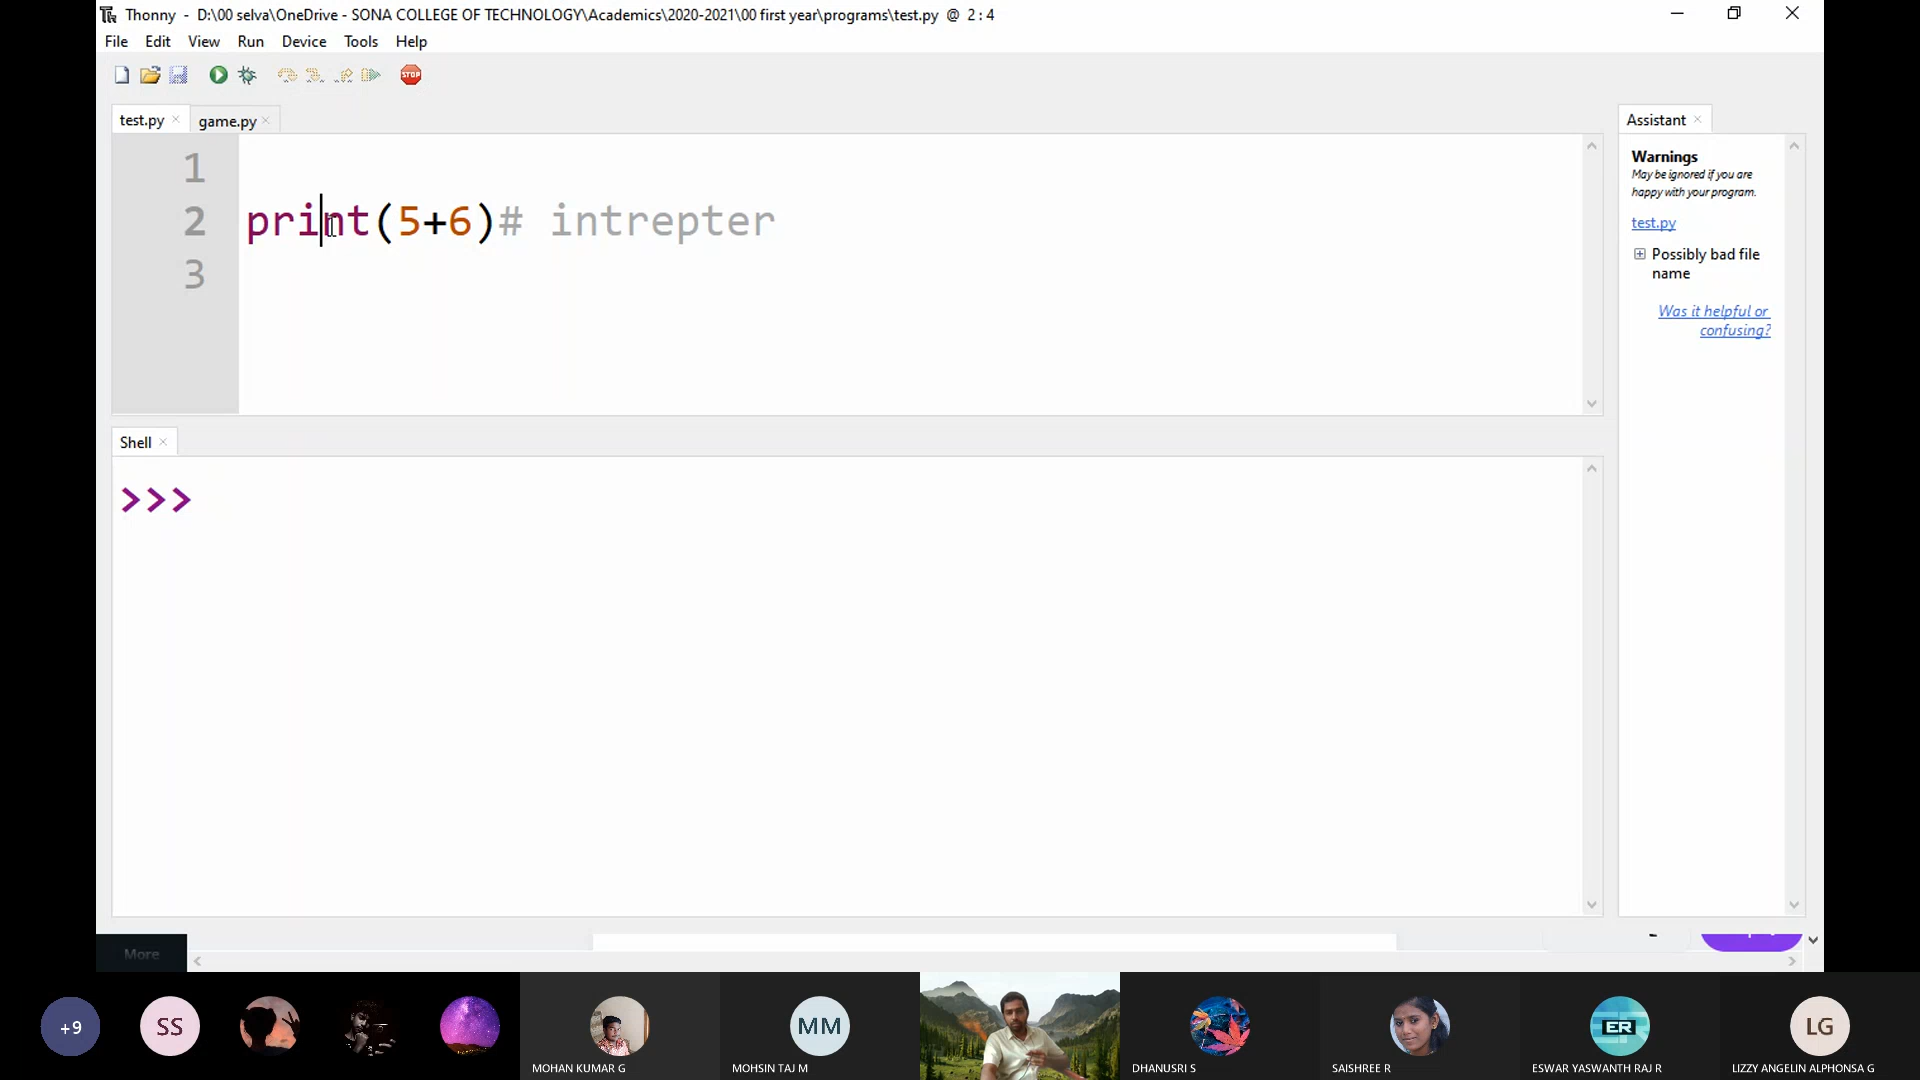 Thonny - D:\00 selva\OneDrive - SONA COLLEGE OF TECHNOLOGY\Academics\2020-2021\00 first year\programs\test.py @ 2:4
File Edit View Run Device Tools Help
STOP
test.py × game.py ×
Assistant ×
1
2 print(5+6)# intrepter
3
Warnings
May be ignored if you are
happy with your program.
test.py
Possibly bad file
name
Was it helpful or
confusing?
Shell ×
>>>
More
+9 SS MM ER LG
MOHAN KUMAR G MOHSIN TAJ M DHANUSRI S SAISHREE R ESWAR YASWANTH RAJ R LIZZY ANGELIN ALPHONSA G